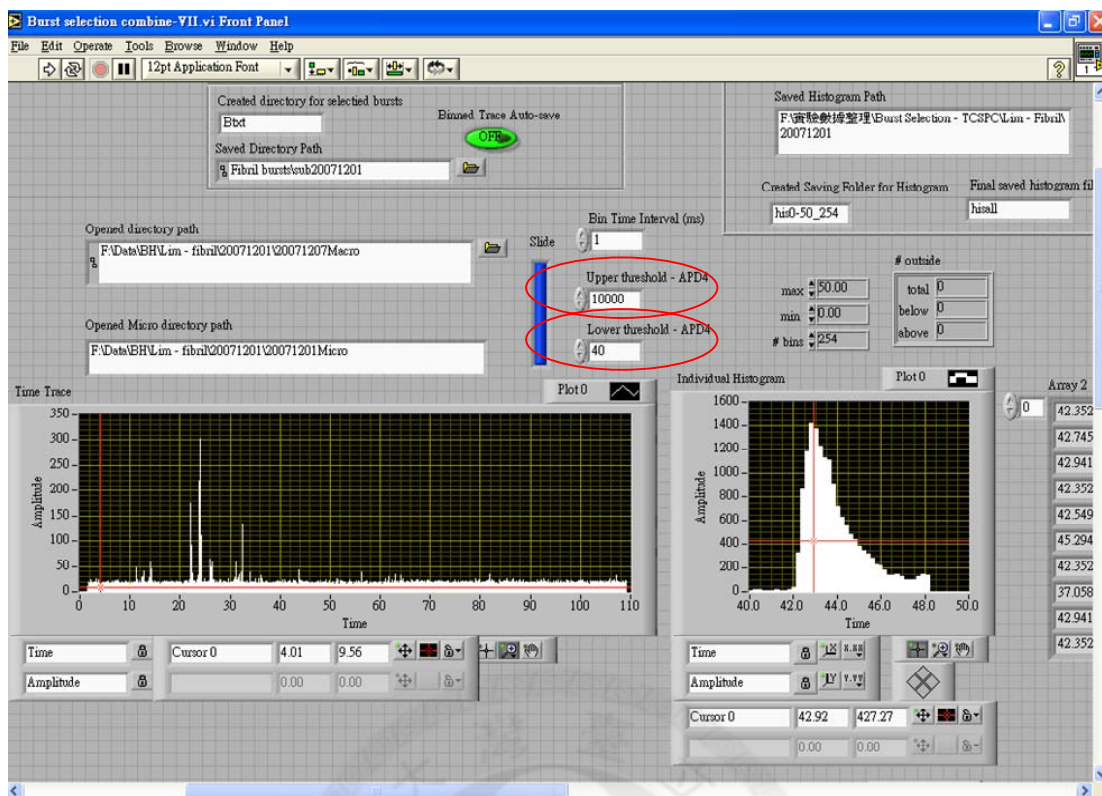 Burst selection combine-VII.vi Front Panel
File Edit Operate Tools Browse Window Help
12pt Application Font
Created directory for selectied bursts
Btxt
Binned Trace Auto-save
OFF
Saved Directory Path
Fibril bursts\sub20071201
Saved Histogram Path
F:\實驗數據整理\Burst Selection - TCSPC\Lim - Fibril\
20071201
Created Saving Folder for Histogram
his0-50_254
Final saved histogram fil
hisall
Opened directory path
F:\Data\BH\Lim - fibril\20071201\20071207Macro
Opened Micro directory path
F:\Data\BH\Lim - fibril\20071201\20071201Micro
Slide
Bin Time Interval (ms)
1
Upper threshold - APD4
10000
Lower threshold - APD4
40
max 50.00
min 0.00
# bins 254
# outside
total 0
below 0
above 0
Time Trace
Plot 0
Amplitude
350
300
250
200
150
100
50
0
0 10 20 30 40 50 60 70 80 90 100 110
Time
Individual Histogram
Plot 0
Amplitude
1600
1400
1200
1000
800
600
400
200
0
40.0 42.0 44.0 46.0 48.0 50.0
Time
Array 2
0
42.352
42.745
42.941
42.352
42.549
45.294
42.352
37.058
42.941
42.352
Time
Amplitude
Cursor 0 4.01 9.56
0.00 0.00
Time
X.XX
Amplitude
Y.YY
Cursor 0 42.92 427.27
0.00 0.00